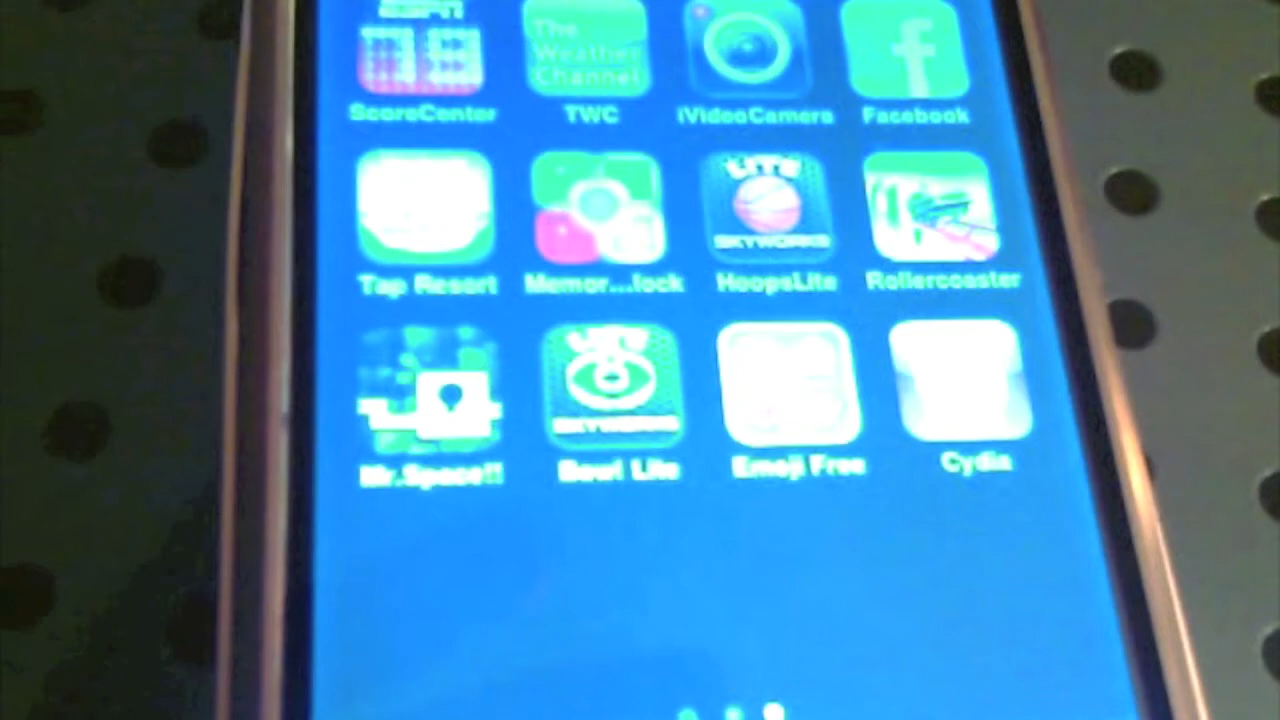 ESPN
The
Weather
Channel
f
ScoreCenter TWC iVideoCamera Facebook
LITE
SKYWORKS
Tap Resort Memor...lock HoopsLite Rollercoaster
LITE
SKYWORKS
Mr.Space!! Bowl Lite Emoji Free Cydia